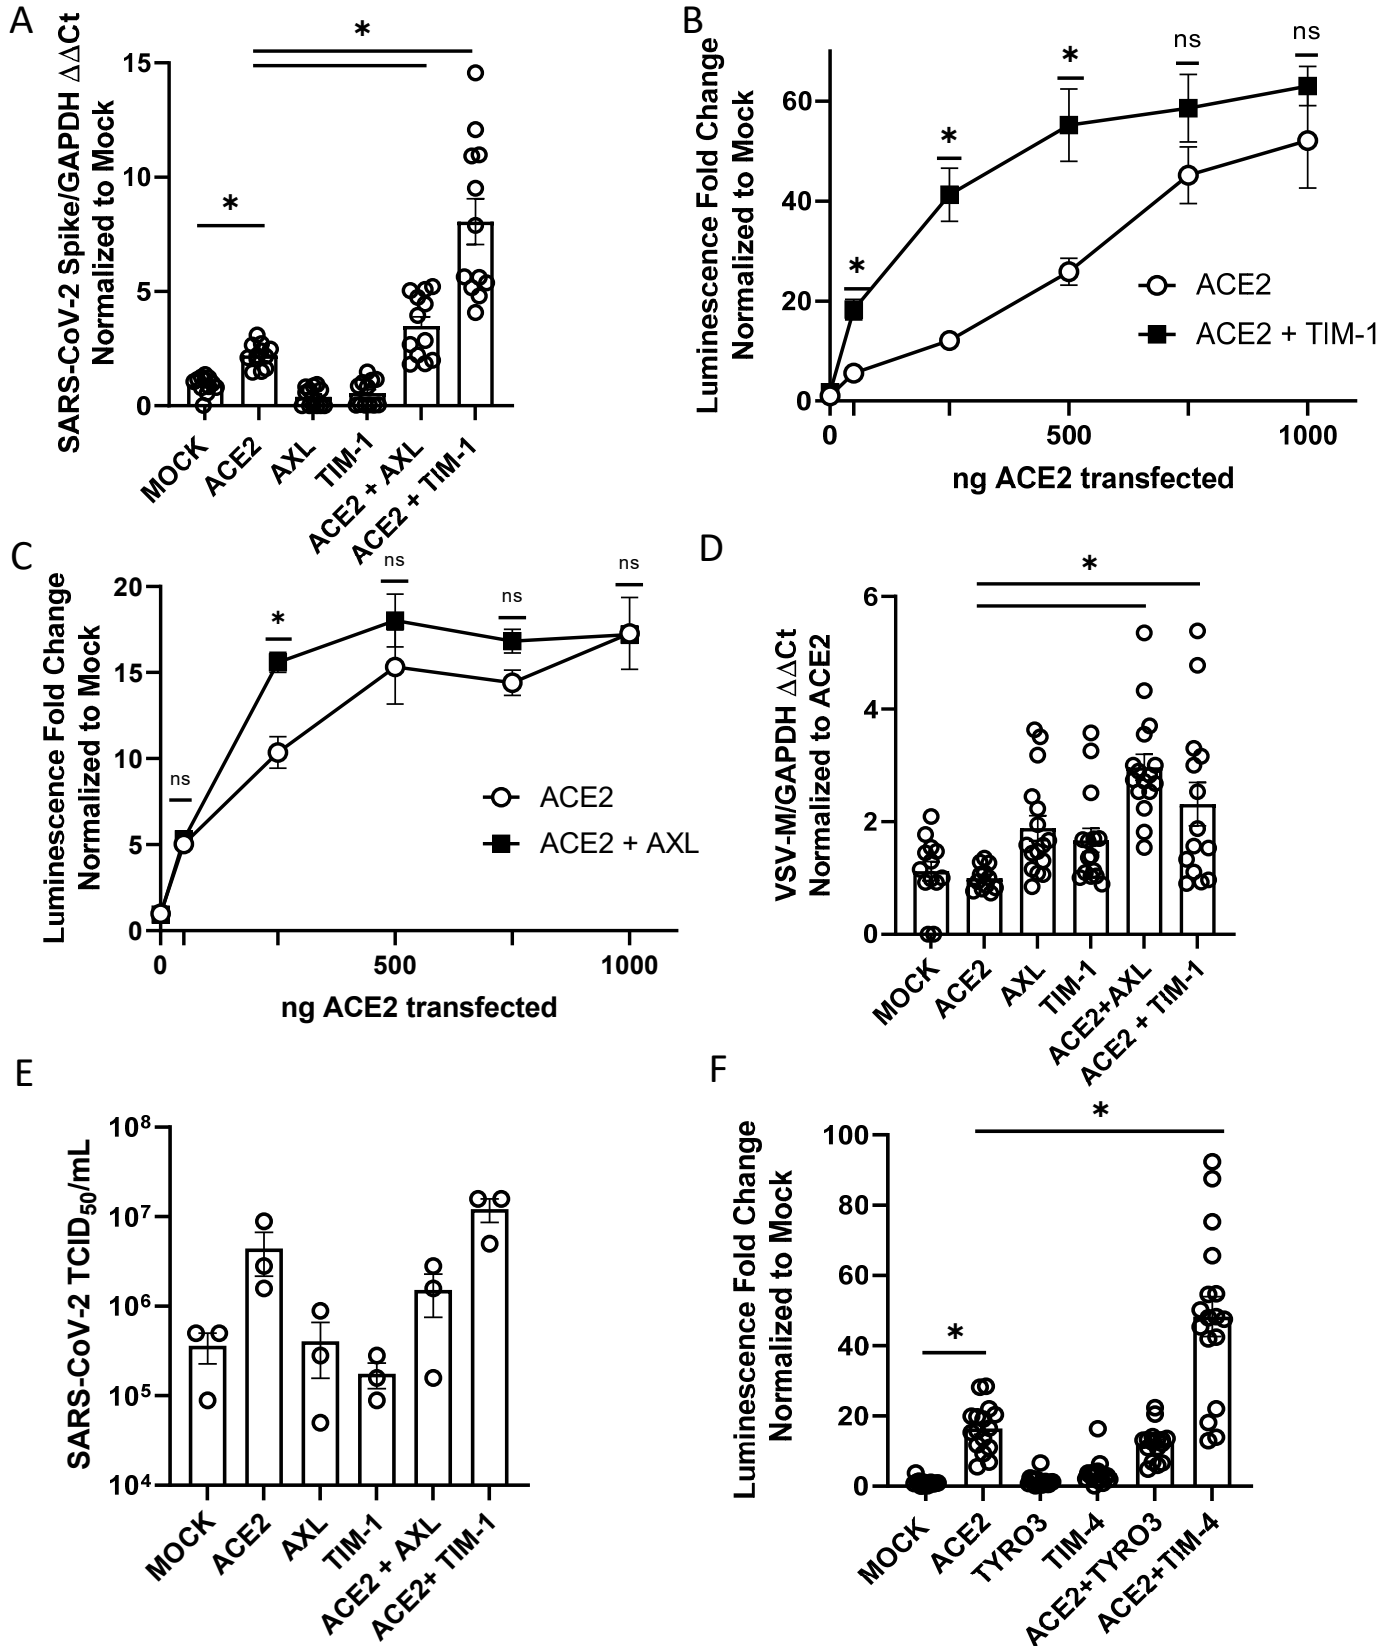 A
SARS-CoV-2 Spike/GAPDH ΔΔCt
Normalized to Mock
15
10
5
0
*
*
MOCK
ACE2
AXL
TIM-1
ACE2 + AXL
ACE2 + TIM-1
B
Luminescence Fold Change
Normalized to Mock
60
40
20
0
*
*
*
ns
ns
ACE2
ACE2 + TIM-1
0
500
1000
ng ACE2 transfected
C
Luminescence Fold Change
Normalized to Mock
20
15
10
5
0
ns
*
ns
ns
ns
ACE2
ACE2 + AXL
0
500
1000
ng ACE2 transfected
D
VSV-M/GAPDH ΔΔCt
Normalized to ACE2
6
4
2
0
*
MOCK
ACE2
AXL
TIM-1
ACE2+AXL
ACE2 + TIM-1
E
SARS-CoV-2 TCID₅₀/mL
10⁸
10⁷
10⁶
10⁵
10⁴
MOCK
ACE2
AXL
TIM-1
ACE2 + AXL
ACE2+ TIM-1
F
Luminescence Fold Change
Normalized to Mock
100
80
60
40
20
0
*
*
MOCK
ACE2
TYRO3
TIM-4
ACE2+TYRO3
ACE2+TIM-4